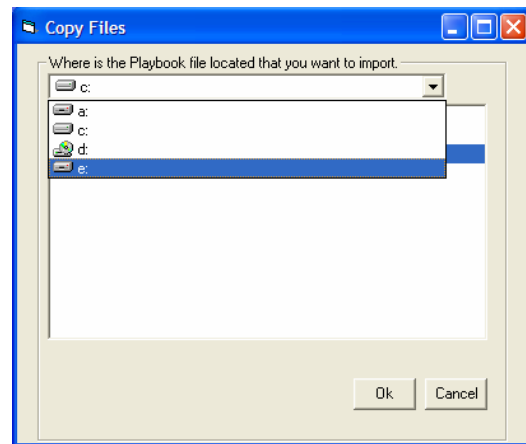 Copy Files
Where is the Playbook file located that you want to import.
c:
a:
c:
d:
e:
Ok Cancel